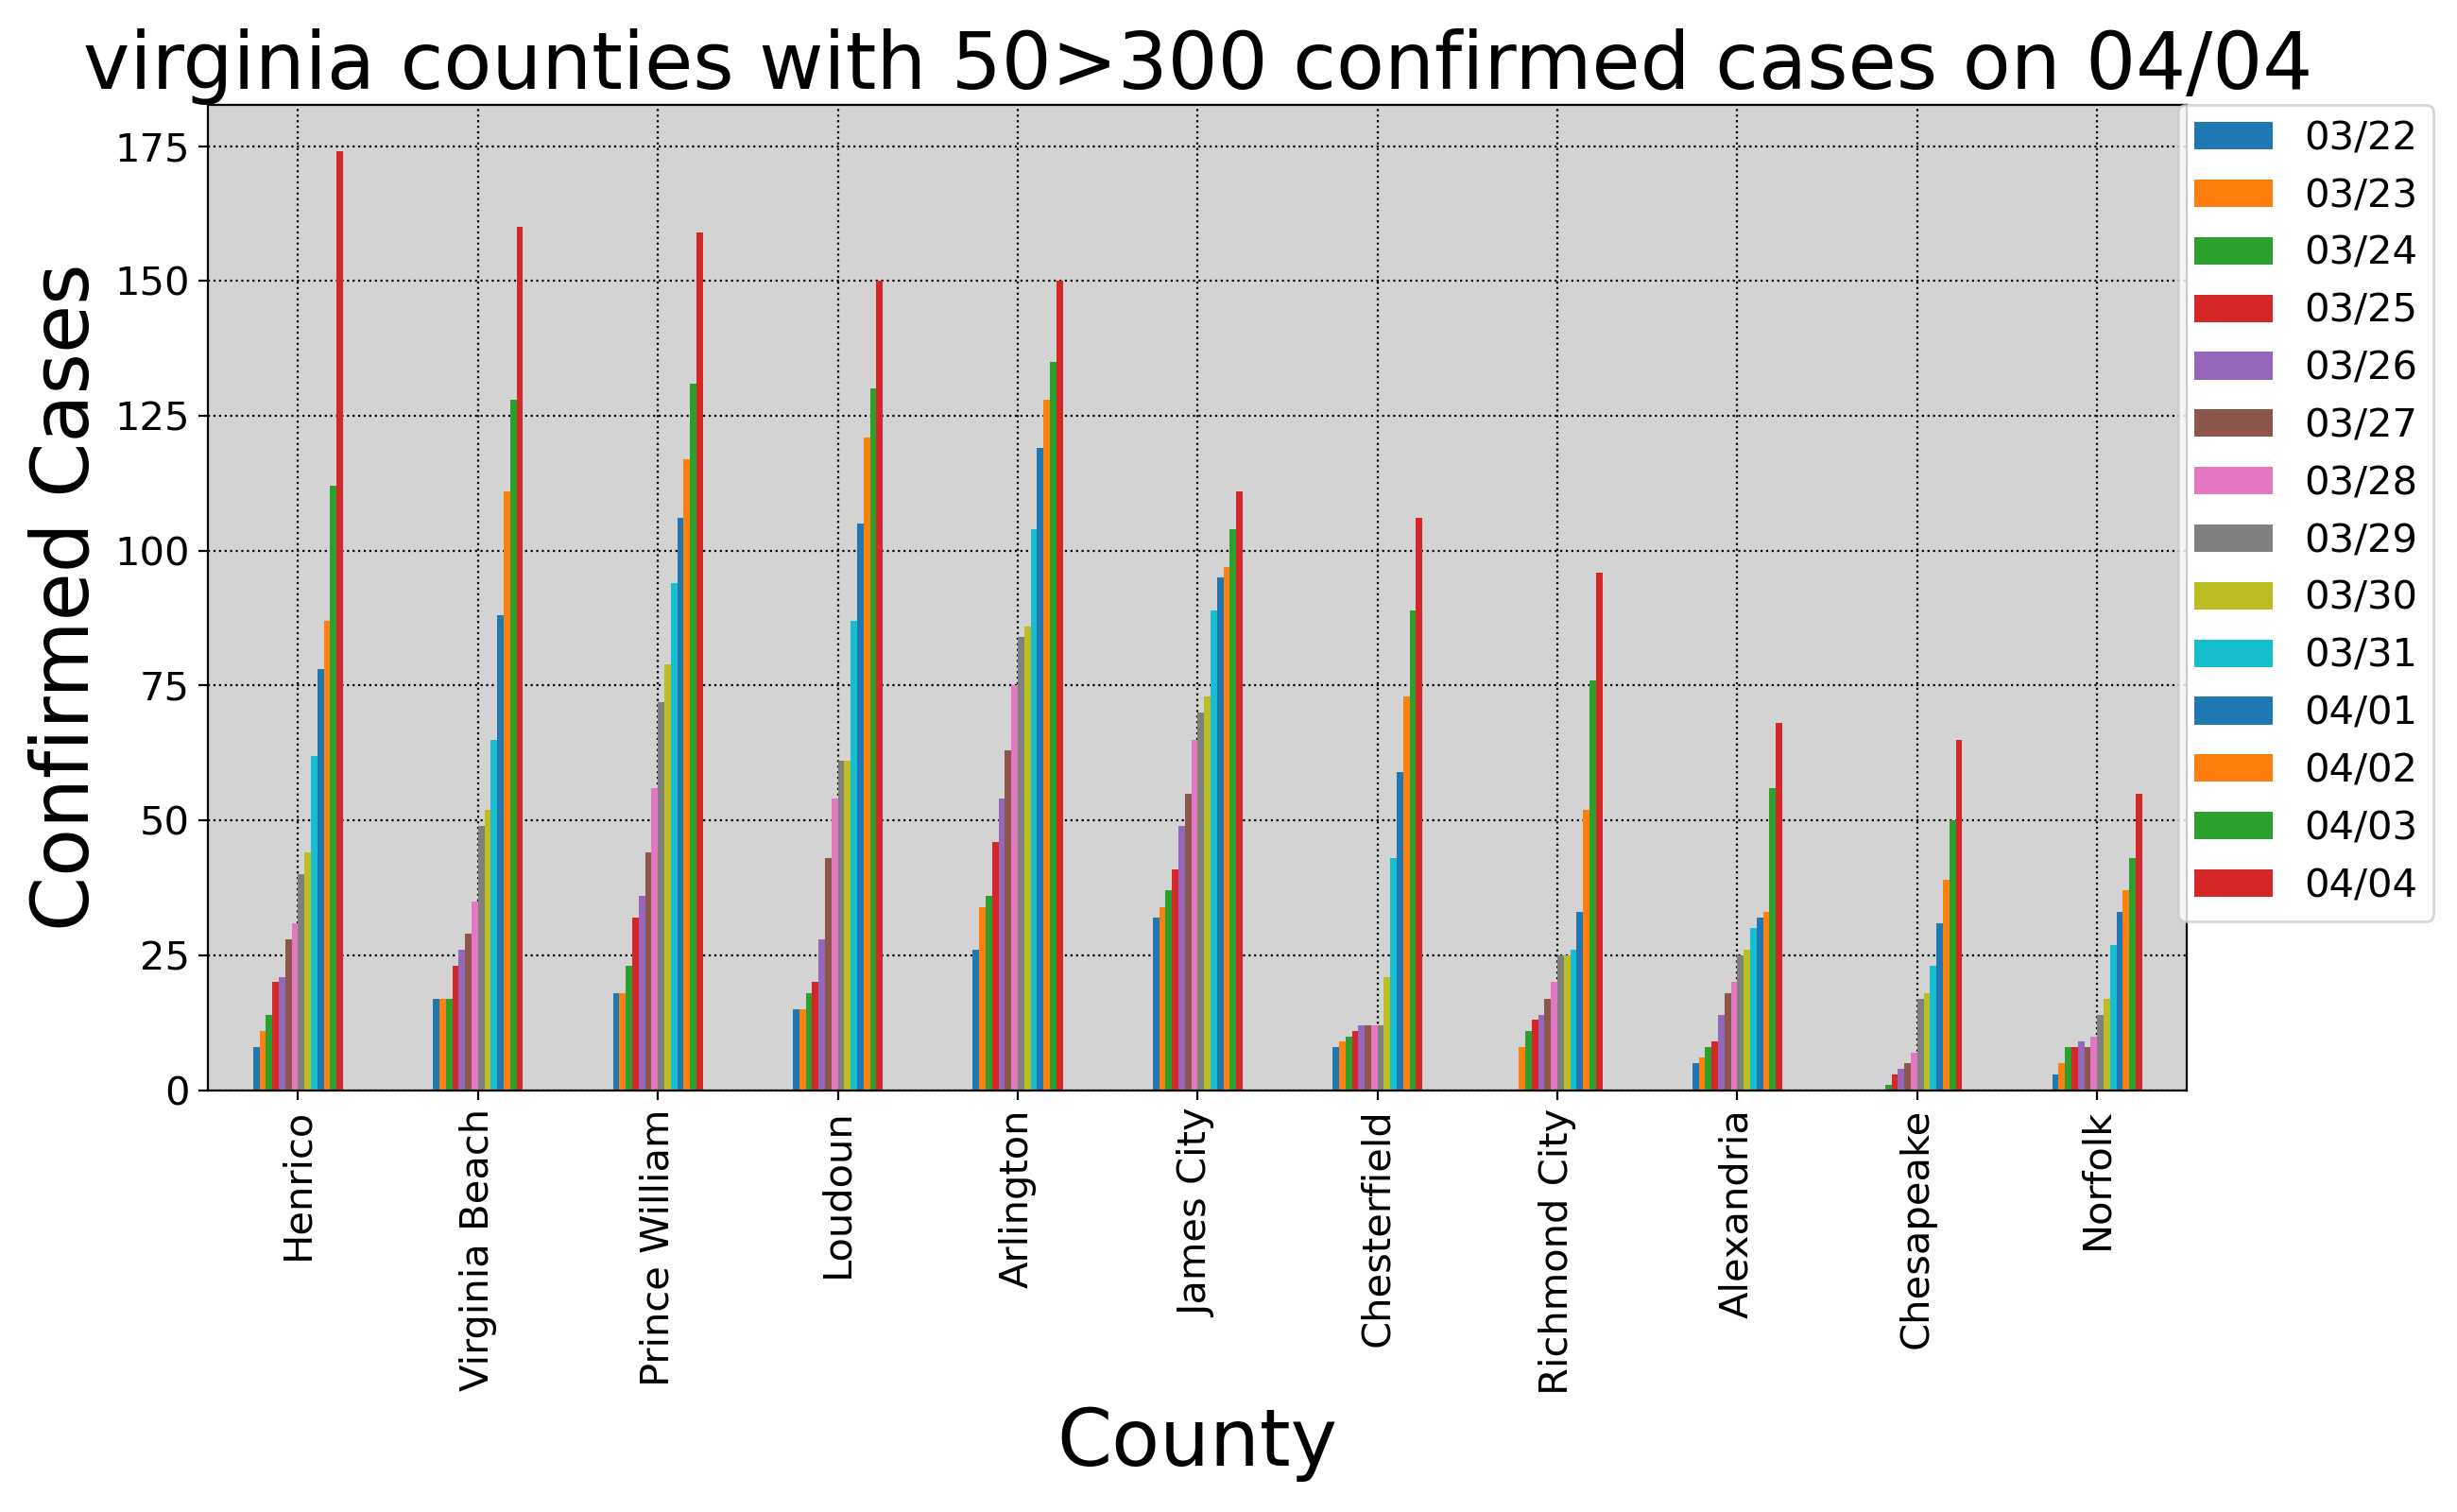 virginia counties with 50>300 confirmed cases on 04/04
Confirmed Cases
175
150
125
100
75
50
25
0
03/22
03/23
03/24
03/25
03/26
03/27
03/28
03/29
03/30
03/31
04/01
04/02
04/03
04/04
Henrico
Virginia Beach
Prince William
Loudoun
Arlington
James City
Chesterfield
Richmond City
Alexandria
Chesapeake
Norfolk
County